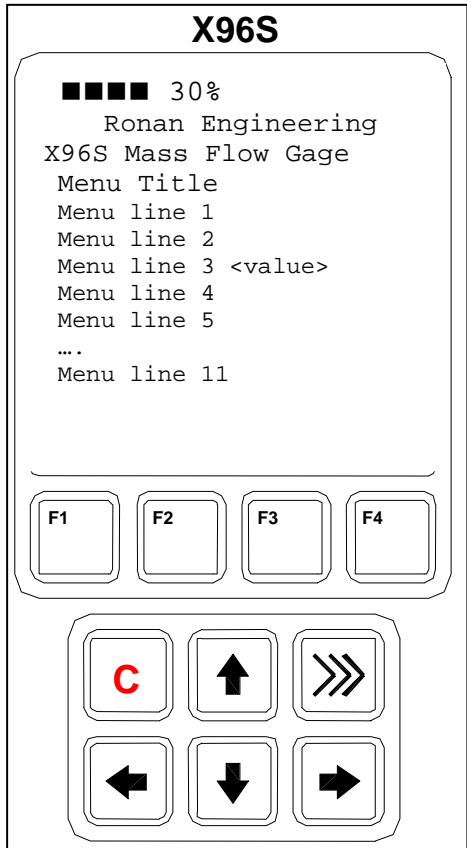 X96S
■■■■ 30%
Ronan Engineering
X96S Mass Flow Gage
Menu Title
Menu line 1
Menu line 2
Menu line 3 <value>
Menu line 4
Menu line 5
….
Menu line 11
F1 F2 F3 F4
C